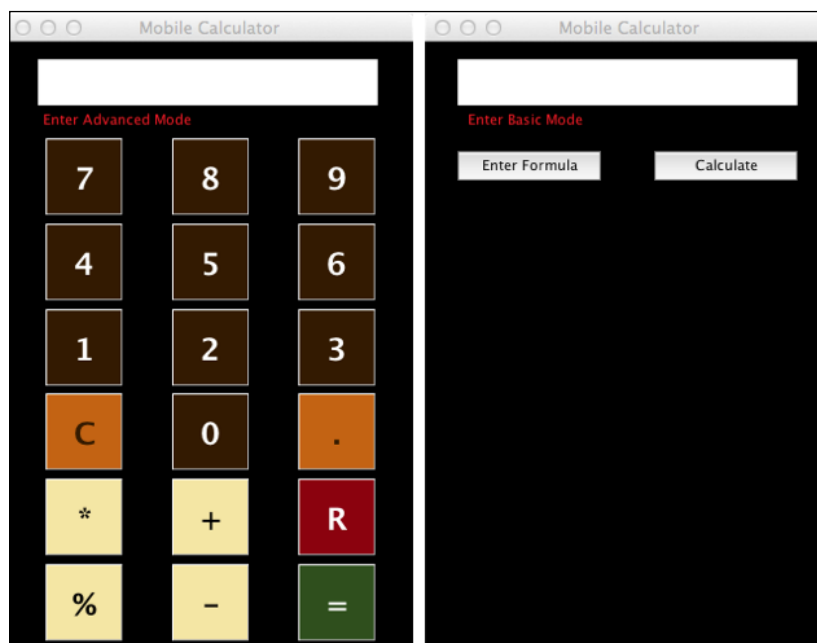 Mobile Calculator
Enter Advanced Mode
7 8 9
4 5 6
1 2 3
C 0 .
* + R
% - =
Mobile Calculator
Enter Basic Mode
Enter Formula Calculate